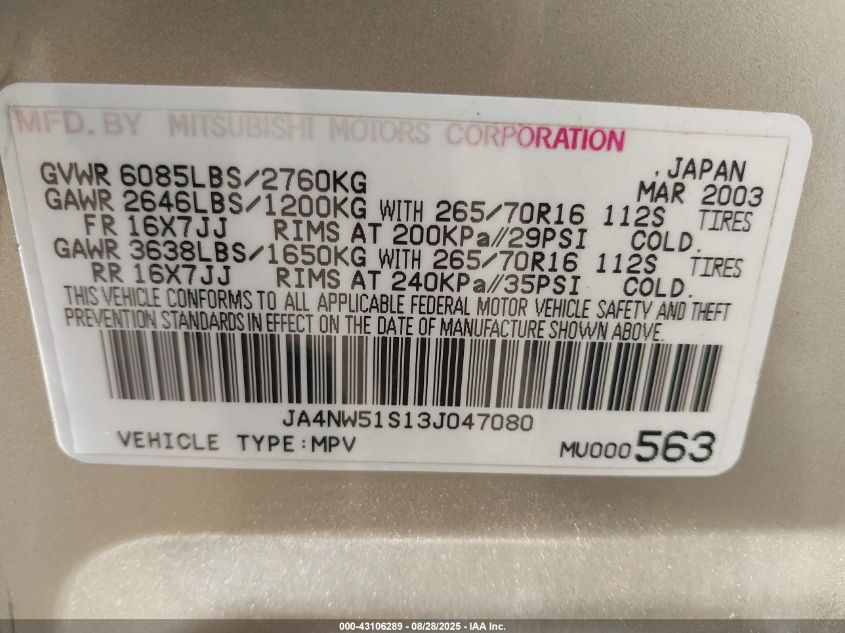 MFD. BY MITSUBISHI MOTORS CORPORATION
, JAPAN
GVWR 6085LBS/2760KG MAR 2003
GAWR 2646LBS/1200KG WITH 265/70R16 112S TIRES
FR 16X7JJ RIMS AT 200KPa//29PSI COLD.
GAWR 3638LBS/1650KG WITH 265/70R16 112S TIRES
RR 16X7JJ RIMS AT 240KPa//35PSI COLD.
THIS VEHICLE CONFORMS TO ALL APPLICABLE FEDERAL MOTOR VEHICLE SAFETY AND THEFT
PREVENTION STANDARDS IN EFFECT ON THE DATE OF MANUFACTURE SHOWN ABOVE.
JA4NW51S13J047080
VEHICLE TYPE:MPV MU000563
000-43106289 - 08/28/2025 - IAA Inc.